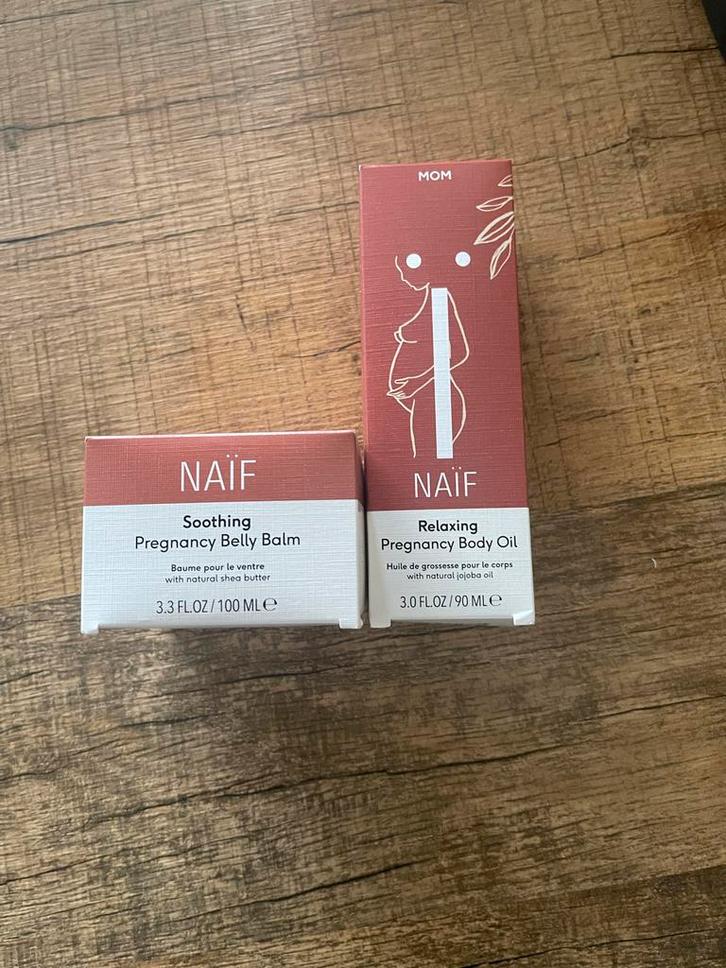 NAÏF
Soothing
Pregnancy Belly Balm
Baume pour le ventre
with natural shea butter
3.3 FL.OZ / 100 ML ℮
MOM
NAÏF
Relaxing
Pregnancy Body Oil
Huile de grossesse pour le corps
with natural jojoba oil
3.0 FL.OZ / 90 ML ℮